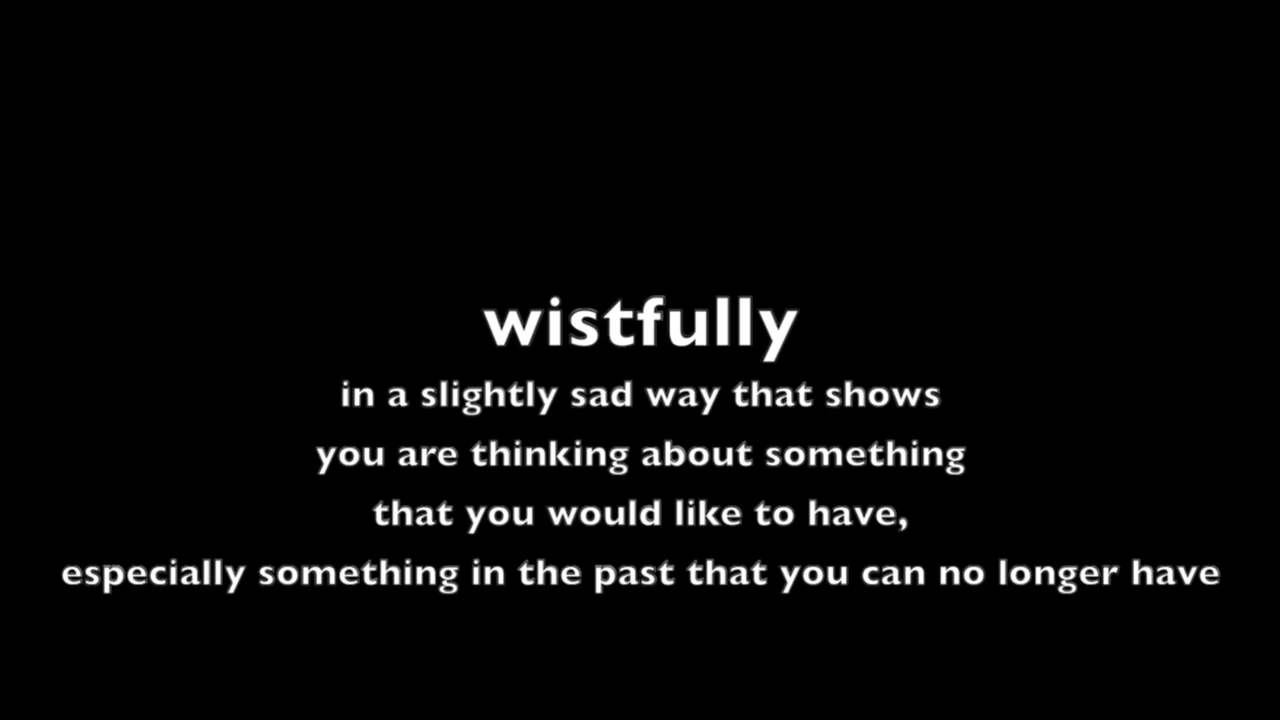 wistfully
in a slightly sad way that shows
you are thinking about something
that you would like to have,
especially something in the past that you can no longer have